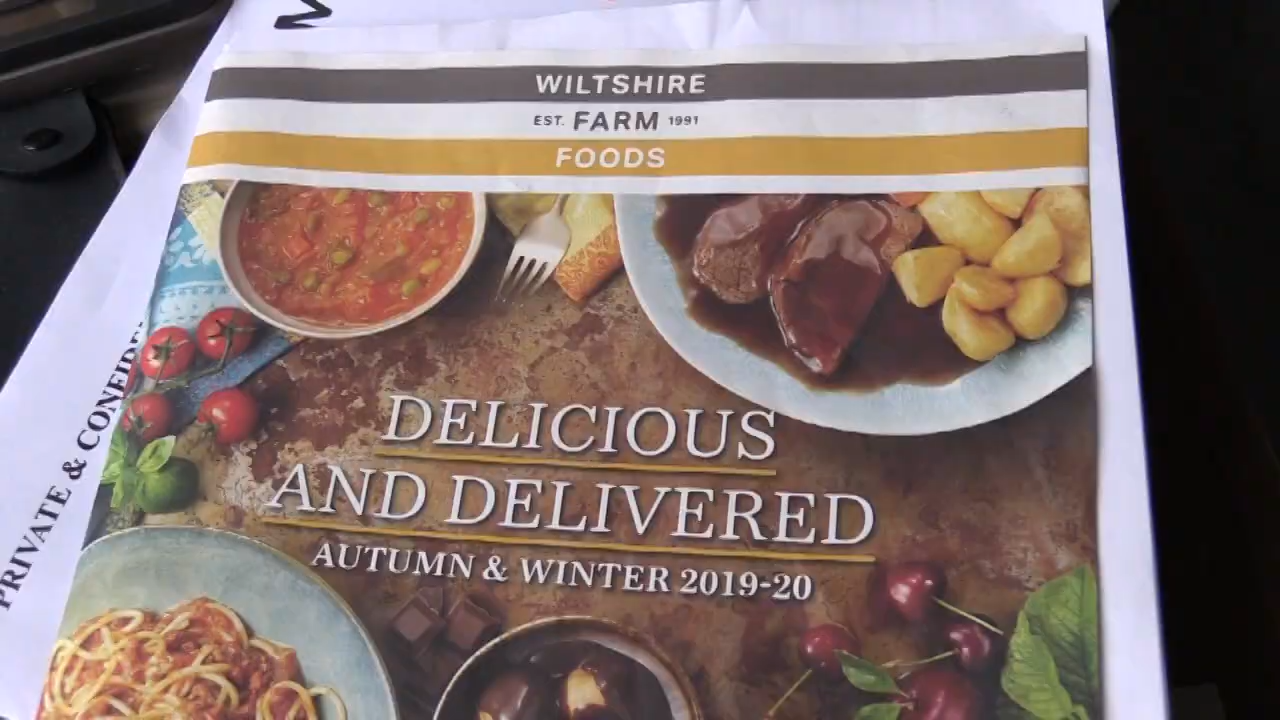 WILTSHIRE
EST. FARM 1991
FOODS
DELICIOUS
AND DELIVERED
AUTUMN & WINTER 2019-20
PRIVATE &